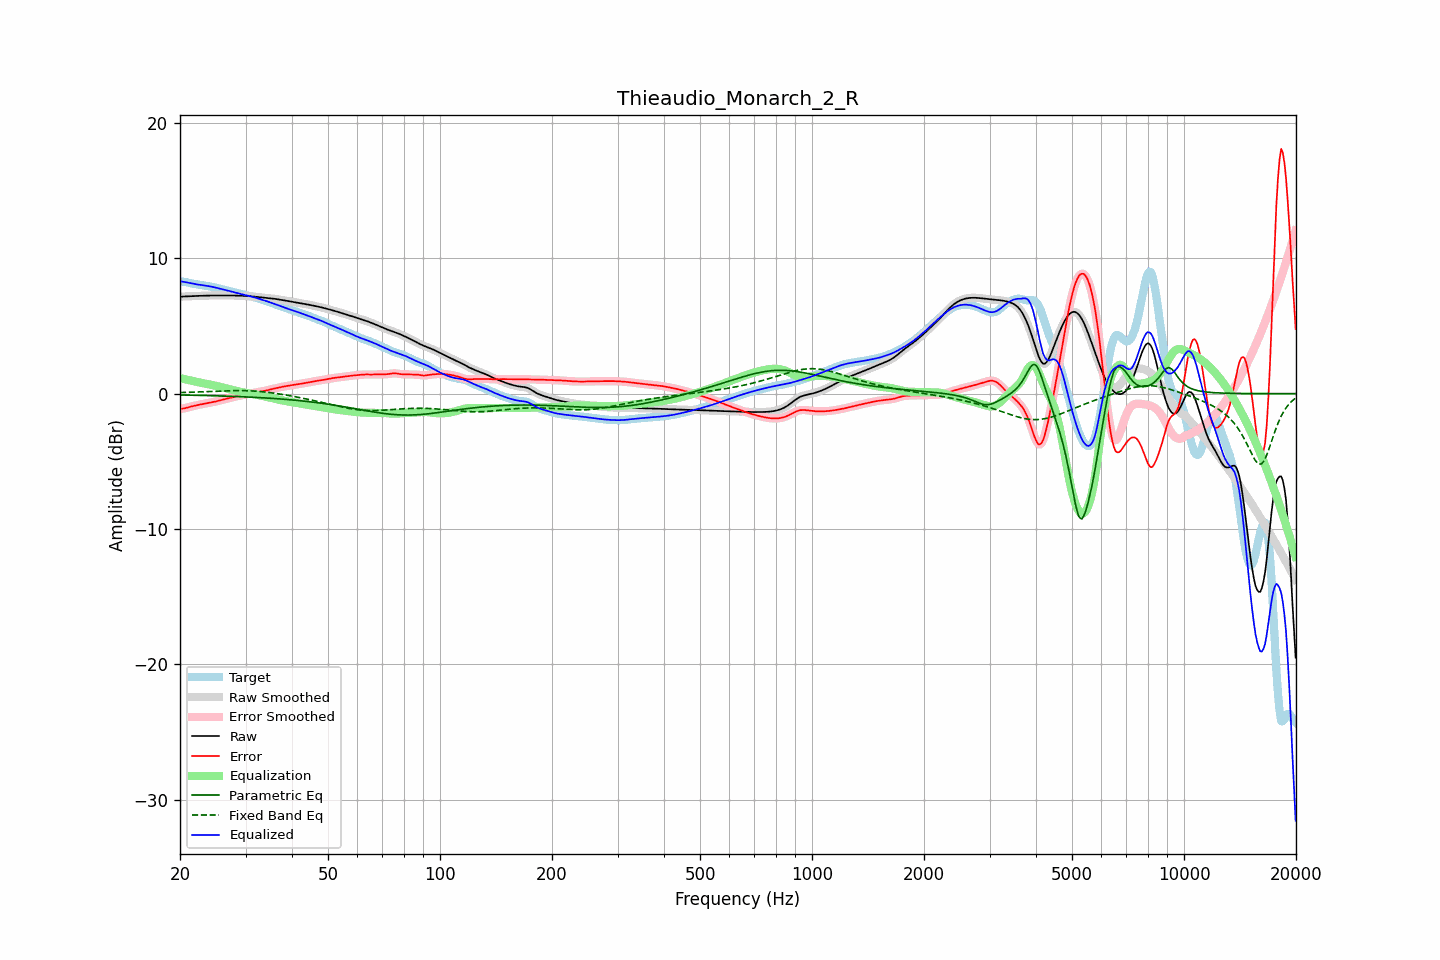 Thieaudio_Monarch_2_R
20
10
0
−10
−20
−30
Amplitude (dBr)
Target
Raw Smoothed
Error Smoothed
Raw
Error
Equalization
Parametric Eq
Fixed Band Eq
Equalized
20 50 100 200 500 1000 2000 5000 10000 20000
Frequency (Hz)